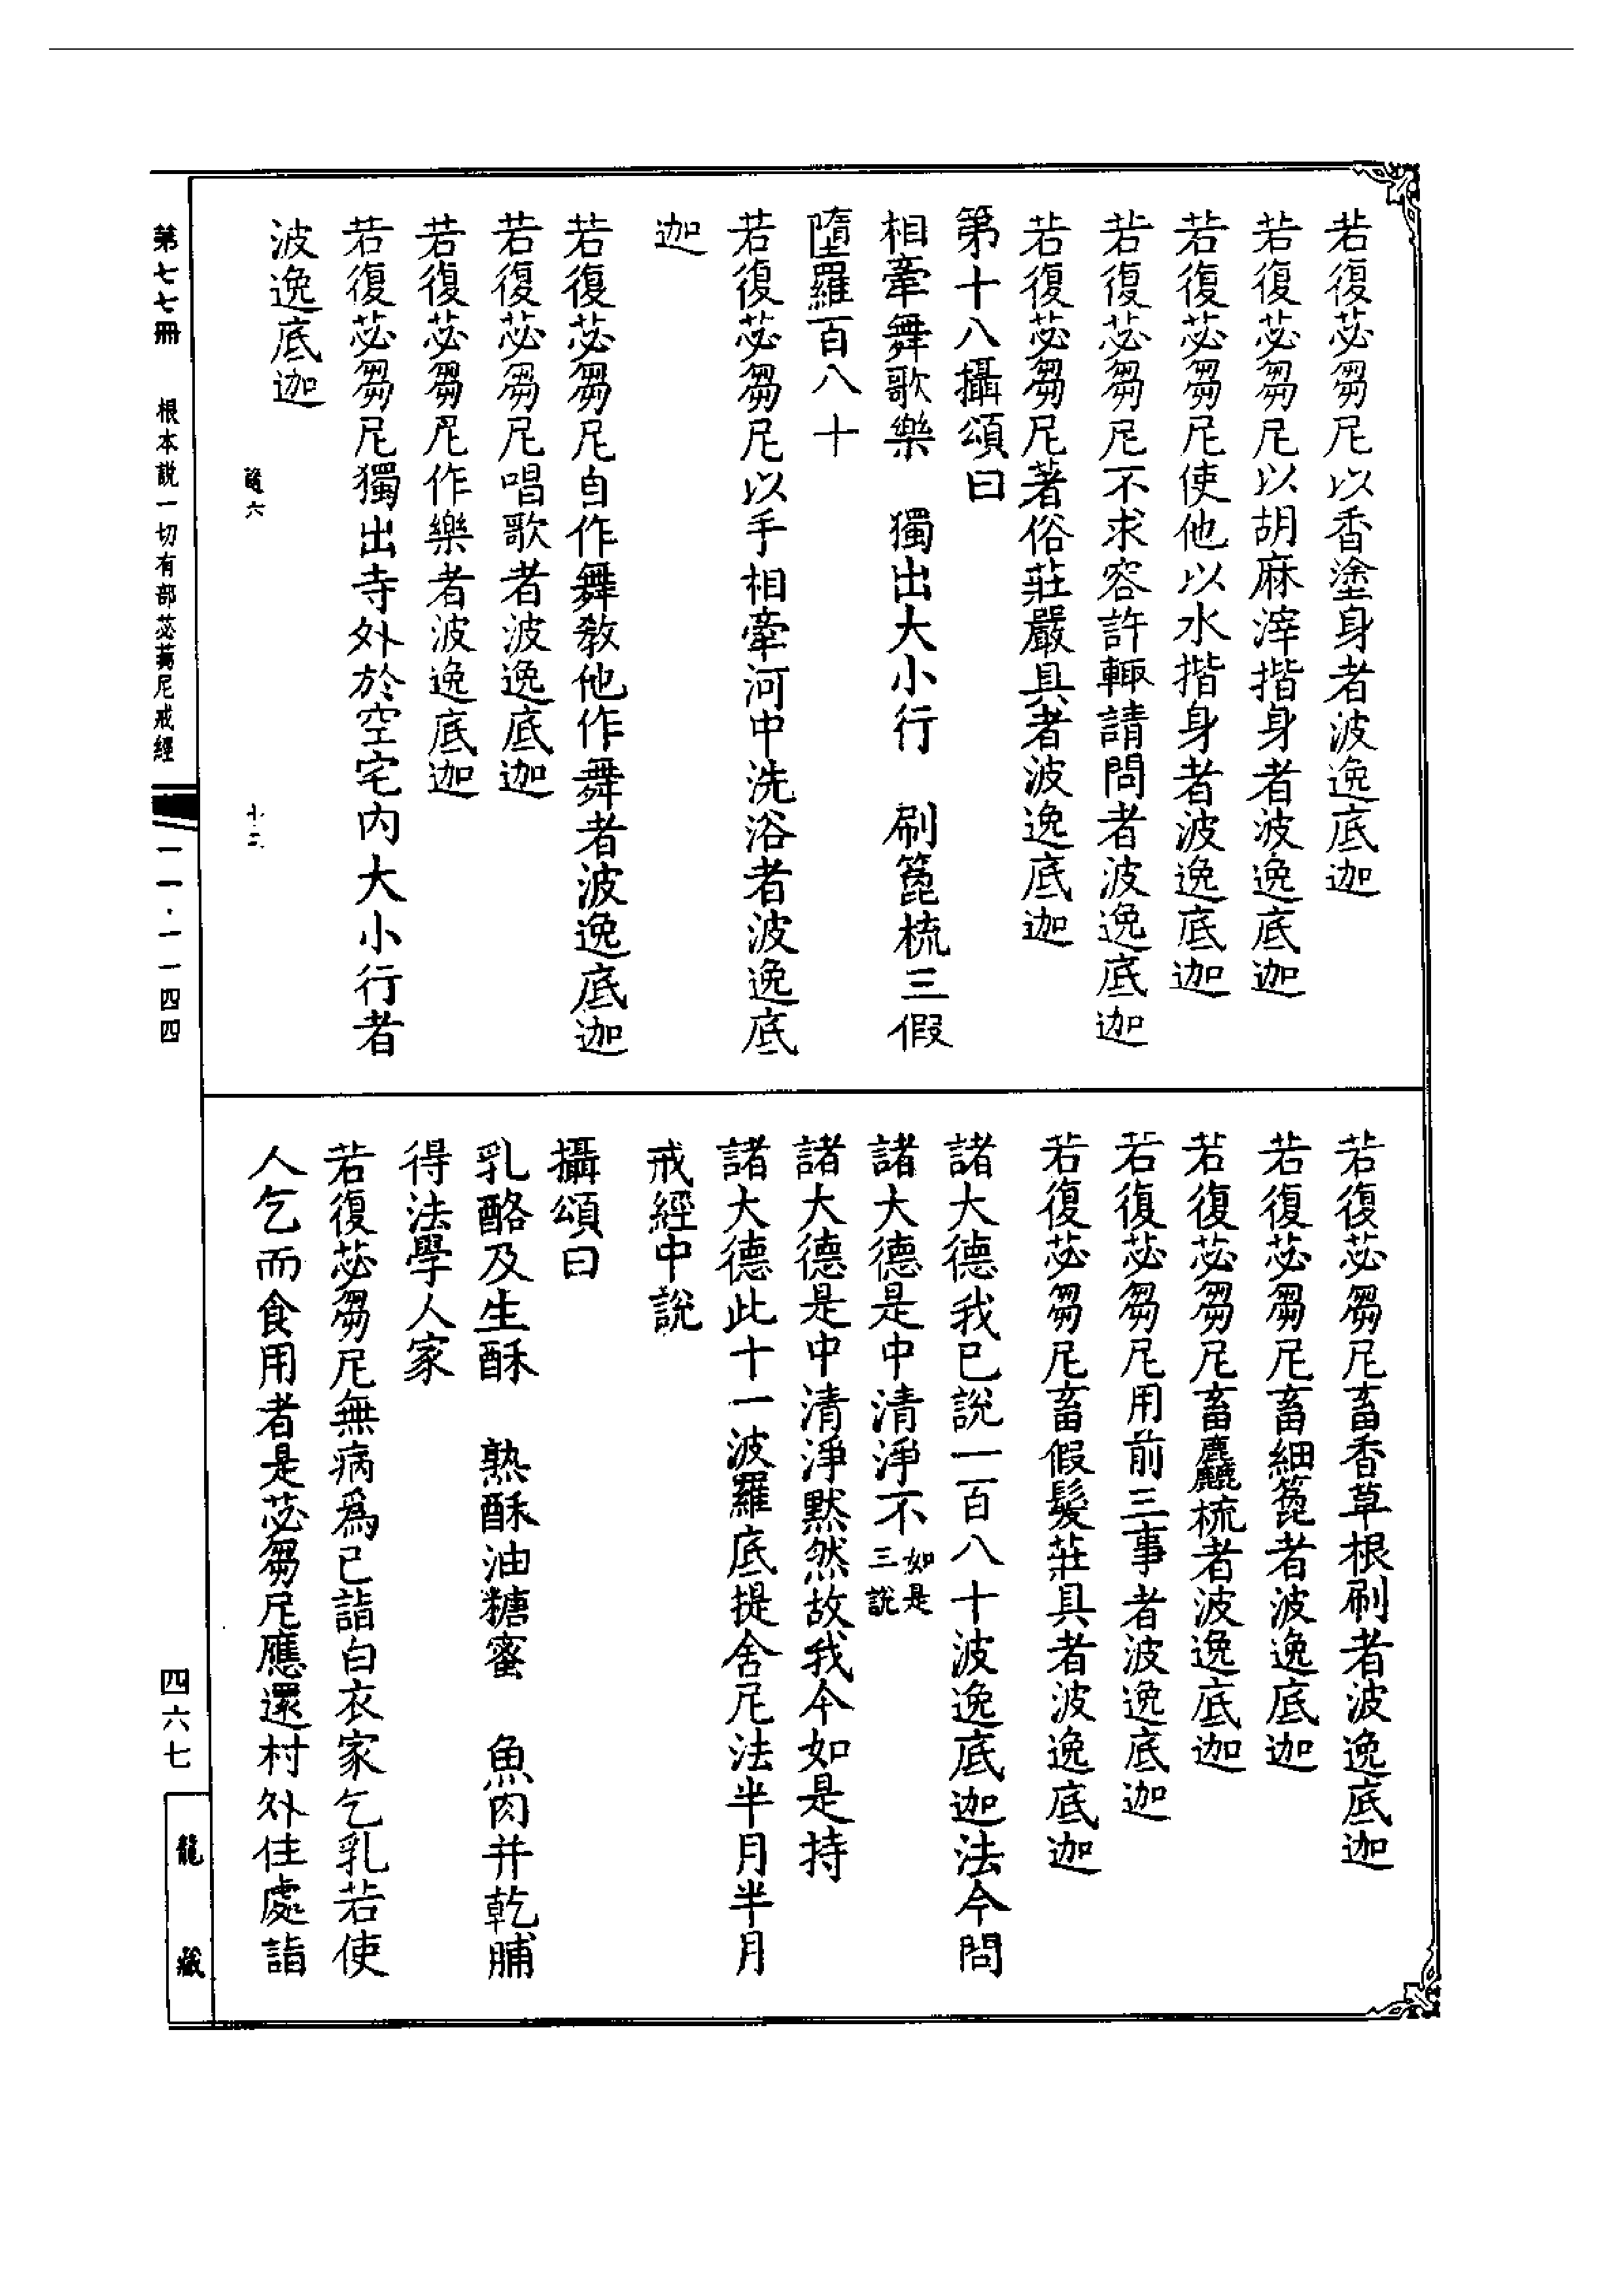 若復苾芻尼以香塗身者波逸底迦
若復苾芻尼以胡麻滓揩身者波逸底迦
若復苾芻尼使他以水揩身者波逸底迦
若復苾芻尼不求容許輙請問者波逸底迦
若復苾芻尼著俗莊嚴具者波逸底迦
第十八攝頌曰
相牽舞歌樂　獨出大小行　刷篦梳三假
墮羅百八十
若復苾芻尼以手相牽河中洗浴者波逸底
迦
若復苾芻尼自作舞教他作舞者波逸底迦
若復苾芻尼唱歌者波逸底迦
若復苾芻尼作樂者波逸底迦
若復苾芻尼獨出寺外於空宅內大小行者
波逸底迦
若復苾芻尼畜香草根刷者波逸底迦
若復苾芻尼畜細篦者波逸底迦
若復苾芻尼畜麤梳者波逸底迦
若復苾芻尼用前三事者波逸底迦
若復苾芻尼畜假髮莊具者波逸底迦
諸大德我已說一百八十波逸底迦法今問
諸大德是中清淨不如是三說
諸大德是中清淨黙然故我今如是持
諸大德此十一波羅底提舍尼法半月半月
戒經中說
攝頌曰
乳酪及生酥　熟酥油糖蜜　魚肉并乾脯
得法學人家
若復苾芻尼無病爲已詣白衣家乞乳若使
人乞而食用者是苾芻尼應還村外住處詣
第七七冊　根本説一切有部苾蒭尼戒經
一一·一一四四
四六七
龍藏